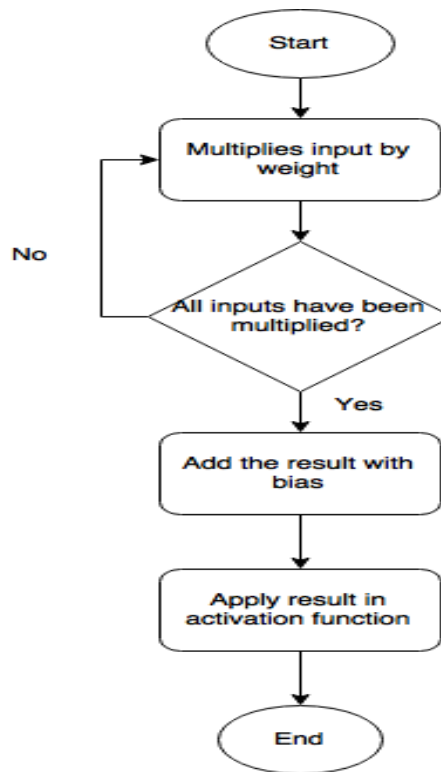 Start
Multiplies input by
weight
No
All inputs have been
multiplied?
Yes
Add the result with
bias
Apply result in
activation function
End